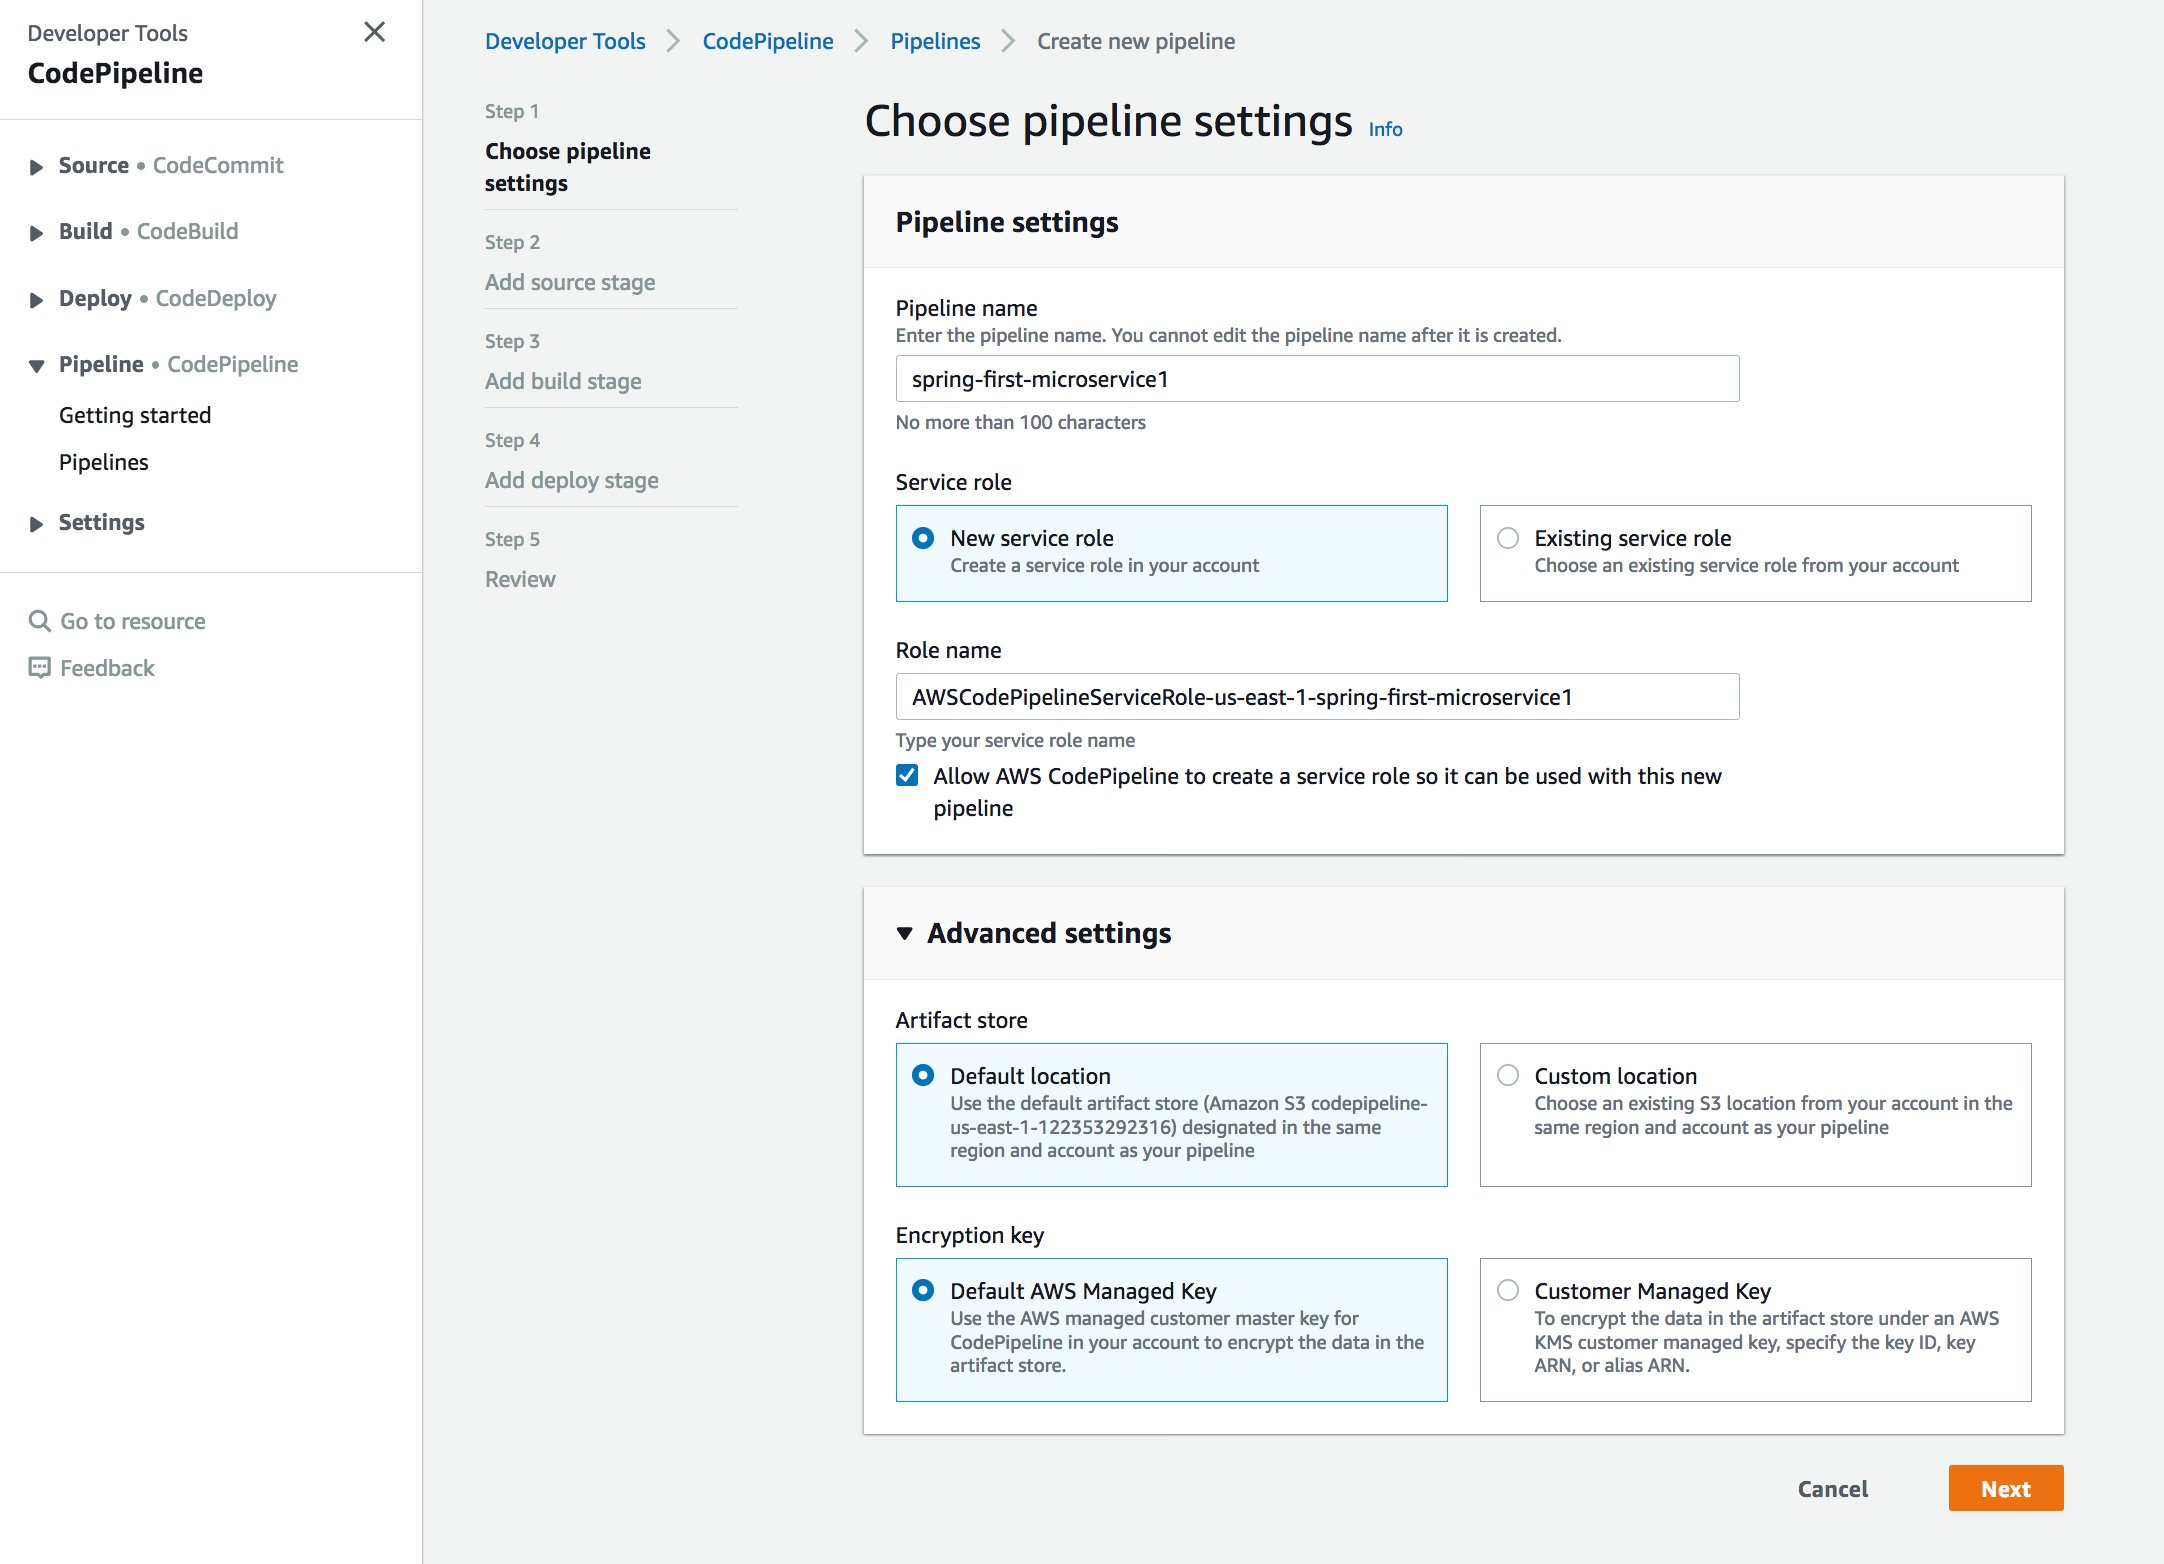 Developer Tools
CodePipeline
Source • CodeCommit
Build • CodeBuild
Deploy • CodeDeploy
Pipeline • CodePipeline
Getting started
Pipelines
Settings
Go to resource
Feedback
Developer Tools > CodePipeline > Pipelines > Create new pipeline
Step 1
Choose pipeline
settings
Step 2
Add source stage
Step 3
Add build stage
Step 4
Add deploy stage
Step 5
Review
Choose pipeline settings Info
Pipeline settings
Pipeline name
Enter the pipeline name. You cannot edit the pipeline name after it is created.
spring-first-microservice1
No more than 100 characters
Service role
New service role
Create a service role in your account
Existing service role
Choose an existing service role from your account
Role name
AWSCodePipelineServiceRole-us-east-1-spring-first-microservice1
Type your service role name
Allow AWS CodePipeline to create a service role so it can be used with this new
pipeline
Advanced settings
Artifact store
Default location
Use the default artifact store (Amazon S3 codepipeline-
us-east-1-122353292316) designated in the same
region and account as your pipeline
Custom location
Choose an existing S3 location from your account in the
same region and account as your pipeline
Encryption key
Default AWS Managed Key
Use the AWS managed customer master key for
CodePipeline in your account to encrypt the data in the
artifact store.
Customer Managed Key
To encrypt the data in the artifact store under an AWS
KMS customer managed key, specify the key ID, key
ARN, or alias ARN.
Cancel
Next